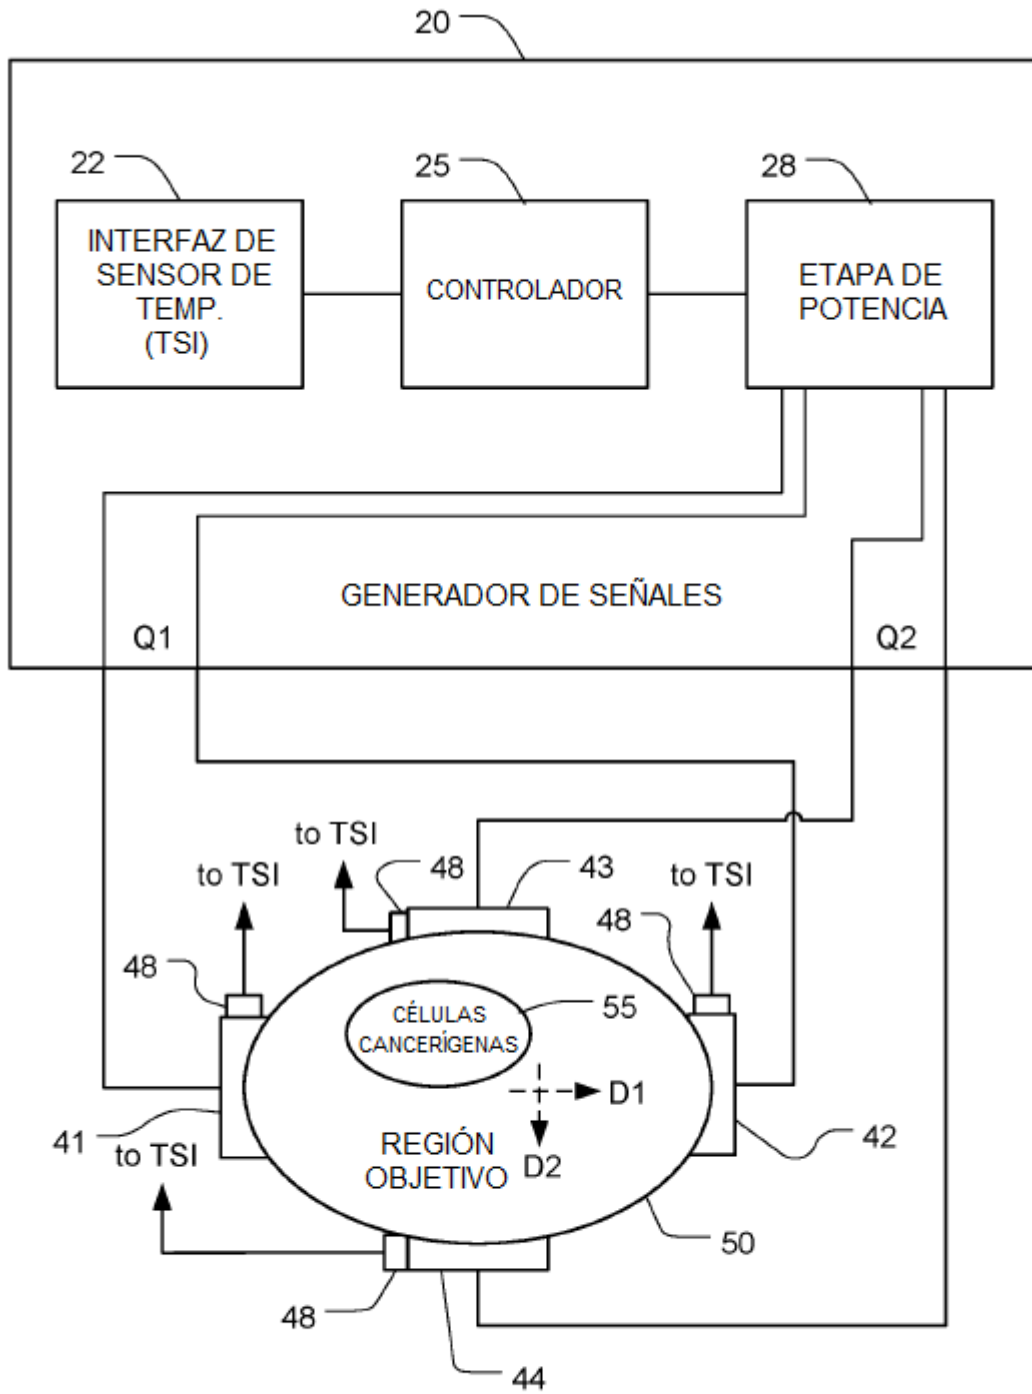 20
22
25
28
INTERFAZ DE
SENSOR DE
TEMP.
(TSI)
CONTROLADOR
ETAPA DE
POTENCIA
GENERADOR DE SEÑALES
Q1
Q2
to TSI
48
43
to TSI
to TSI
48
48
CÉLULAS
CANCERÍGENAS
55
D1
D2
REGIÓN
OBJETIVO
41
42
to TSI
50
48
44